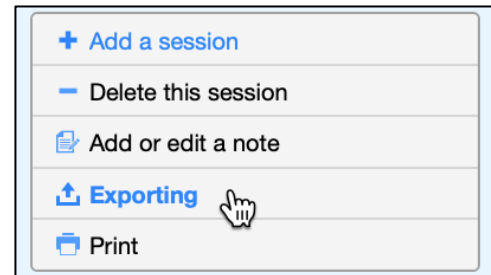 Add a session
Delete this session
Add or edit a note
Exporting
Print